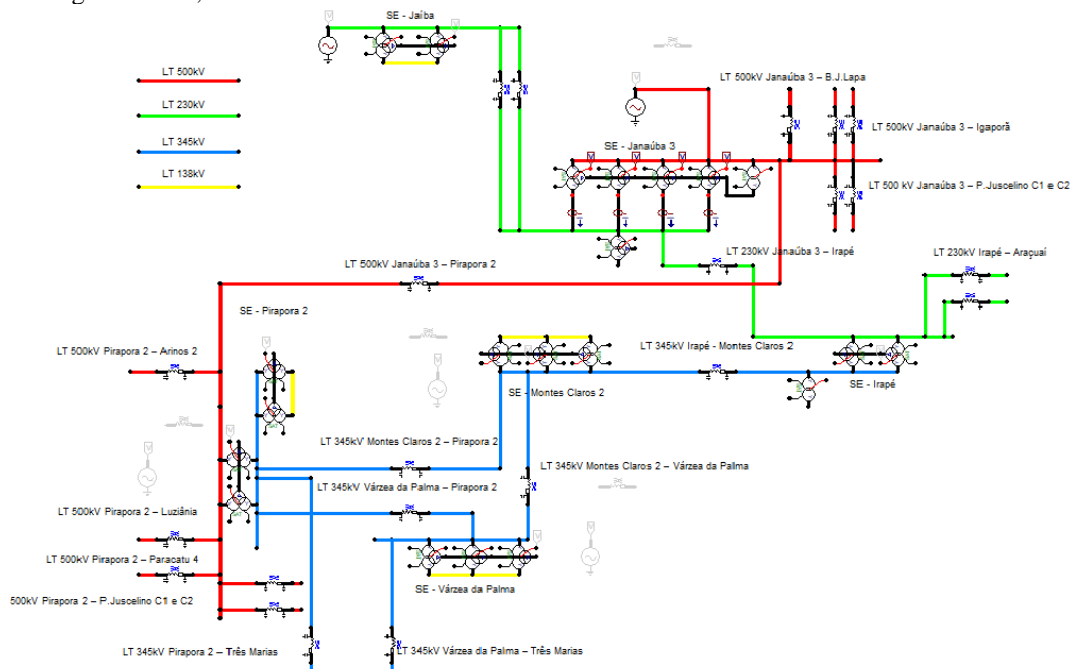 SE - Jaíba
LT 500kV
LT 230kV
LT 345kV
LT 138kV
LT 500kV Janaúba 3 – B.J.Lapa
LT 500kV Janaúba 3 – Igaporã
SE - Janaúba 3
LT 500 kV Janaúba 3 – P.Juscelino C1 e C2
LT 230kV Janaúba 3 – Irapé
LT 230kV Irapé – Araçuaí
LT 500kV Janaúba 3 – Pirapora 2
SE - Pirapora 2
LT 500kV Pirapora 2 – Arinos 2
LT 345kV Irapé - Montes Claros 2
SE - Irapé
SE - Montes Claros 2
LT 345kV Montes Claros 2 – Pirapora 2
LT 345kV Montes Claros 2 – Várzea da Palma
LT 345kV Várzea da Palma – Pirapora 2
LT 500kV Pirapora 2 – Luziânia
LT 500kV Pirapora 2 – Paracatu 4
SE - Várzea da Palma
500kV Pirapora 2 – P.Juscelino C1 e C2
LT 345kV Pirapora 2 – Três Marias
LT 345kV Várzea da Palma – Três Marias